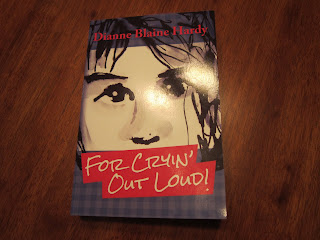 Dianne Blaine Hardy
FOR CRYIN'
OUT LOUD!